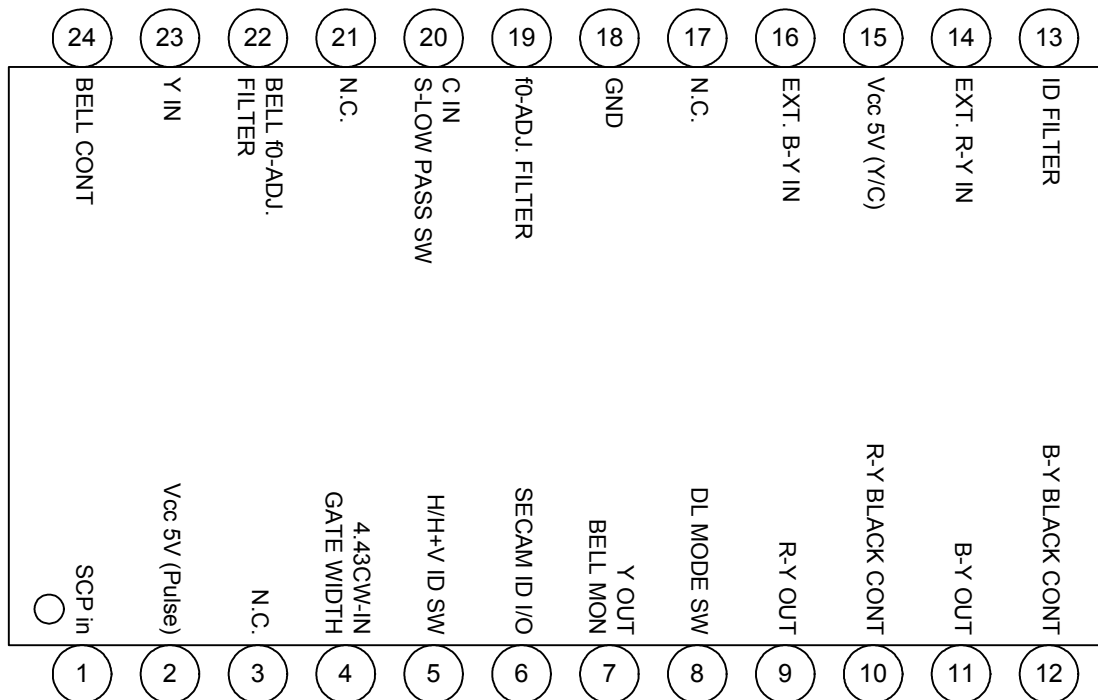 24
23
22
21
20
19
18
17
16
15
14
13
BELL CONT
Y IN
BELL f0-ADJ.
FILTER
N.C.
C IN
S-LOW PASS SW
f0-ADJ. FILTER
GND
N.C.
EXT. B-Y IN
Vcc 5V (Y/C)
EXT. R-Y IN
ID FILTER
SCP in
Vcc 5V (Pulse)
N.C.
4.43CW-IN
GATE WIDTH
H/H+V ID SW
SECAM ID I/O
Y OUT
BELL MON
DL MODE SW
R-Y OUT
R-Y BLACK CONT
B-Y OUT
B-Y BLACK CONT
1
2
3
4
5
6
7
8
9
10
11
12